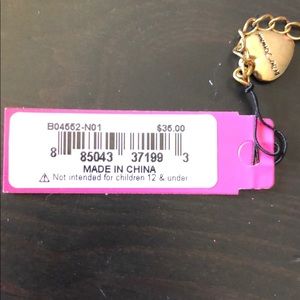 B04552-N01 $35.00
8 85043 37199 3
MADE IN CHINA
⚠ Not intended for children 12 & under